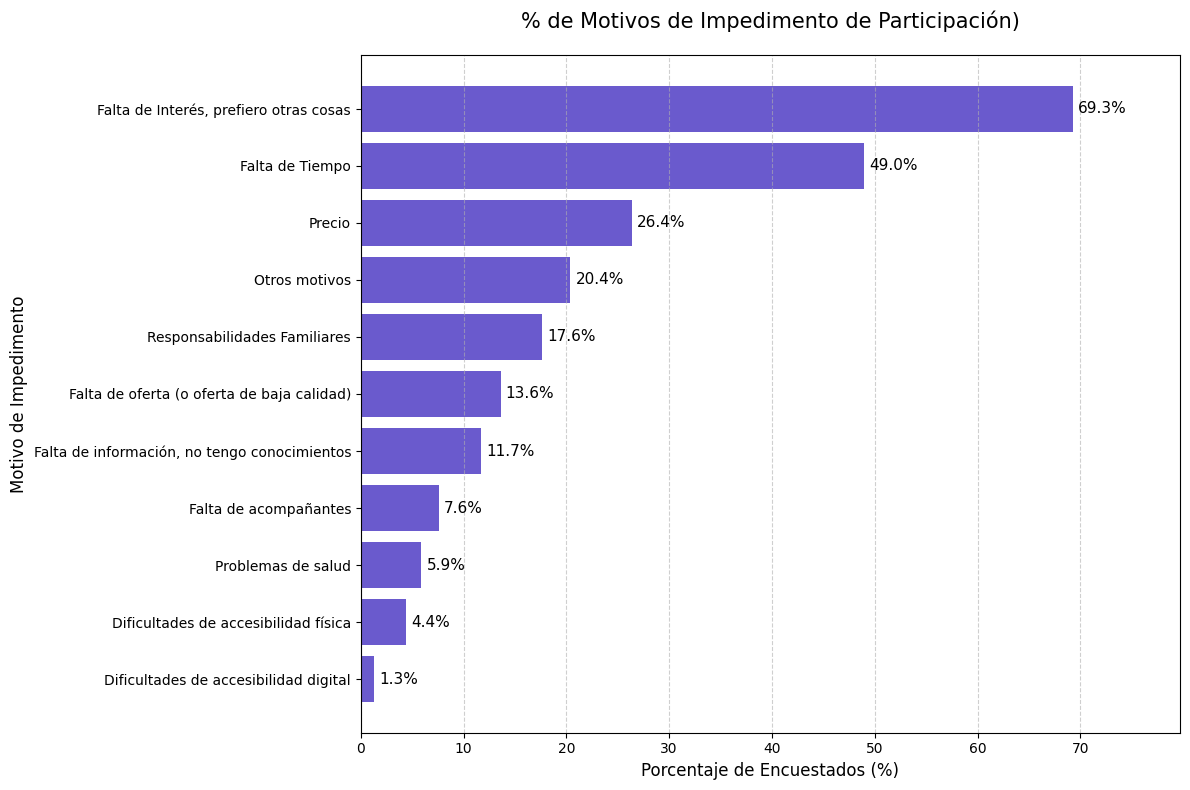 % de Motivos de Impedimento de Participación)
Falta de Interés, prefiero otras cosas
69.3%
Falta de Tiempo
49.0%
Precio
26.4%
Otros motivos
20.4%
Responsabilidades Familiares
17.6%
Falta de oferta (o oferta de baja calidad)
13.6%
Falta de información, no tengo conocimientos
11.7%
Falta de acompañantes
7.6%
Problemas de salud
5.9%
Dificultades de accesibilidad física
4.4%
Dificultades de accesibilidad digital
1.3%
Motivo de Impedimento
0 10 20 30 40 50 60 70
Porcentaje de Encuestados (%)